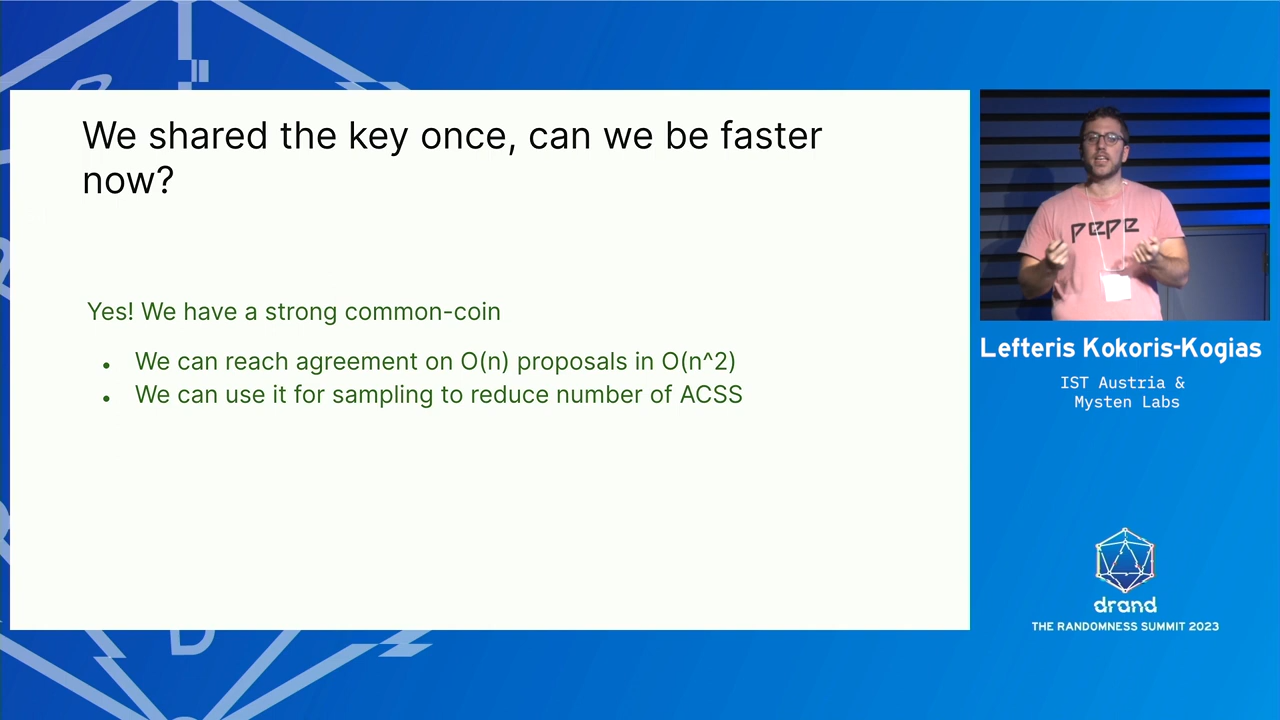 We shared the key once, can we be faster
now?
Yes! We have a strong common-coin
• We can reach agreement on O(n) proposals in O(n^2)
• We can use it for sampling to reduce number of ACSS
pepe
Lefteris Kokoris-Kogias
IST Austria &
Mysten Labs
drand
THE RANDOMNESS SUMMIT 2023